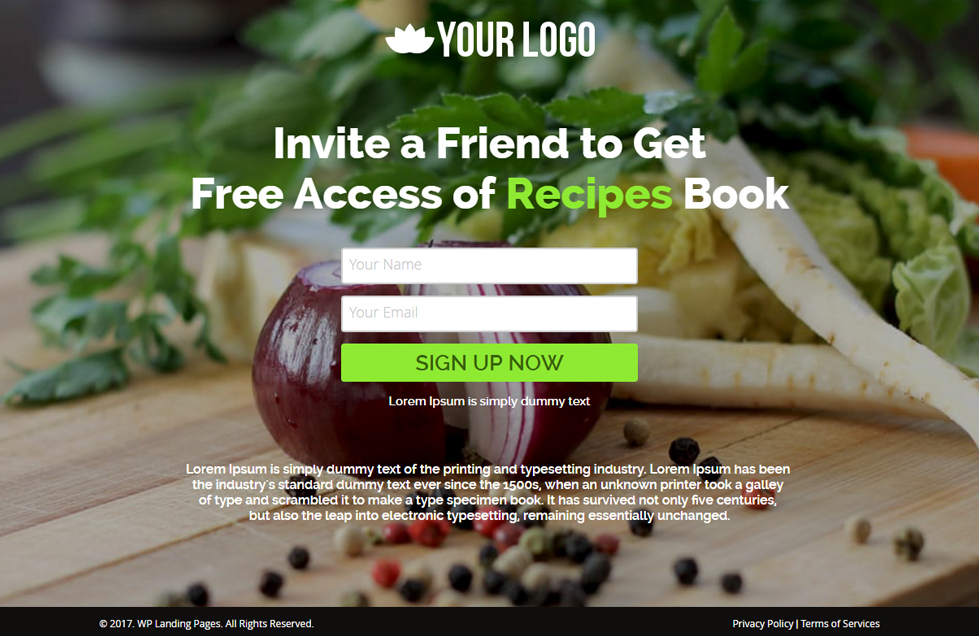 YOUR LOGO
Invite a Friend to Get
Free Access of Recipes Book
Your Name
Your Email
SIGN UP NOW
Lorem Ipsum is simply dummy text
Lorem Ipsum is simply dummy text of the printing and typesetting industry. Lorem Ipsum has been
the industry's standard dummy text ever since the 1500s, when an unknown printer took a galley
of type and scrambled it to make a type specimen book. It has survived not only five centuries,
but also the leap into electronic typesetting, remaining essentially unchanged.
© 2017. WP Landing Pages. All Rights Reserved.
Privacy Policy | Terms of Services